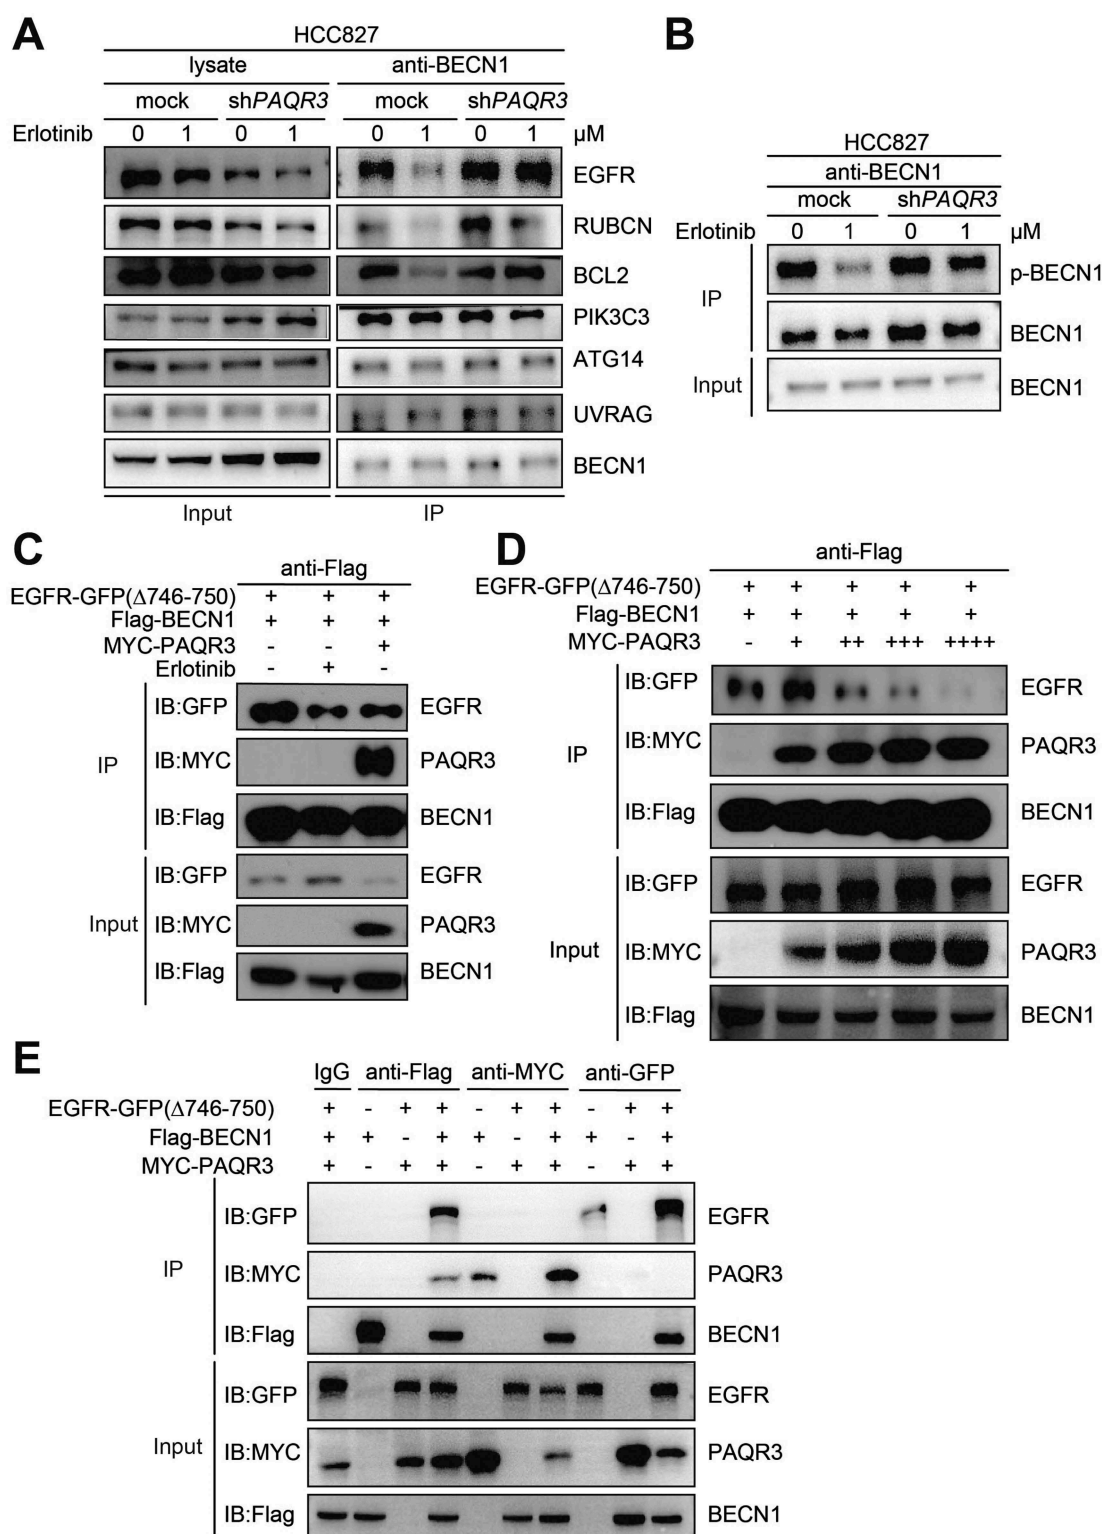 A
HCC827
lysate anti-BECN1
mock shPAQR3 mock shPAQR3
Erlotinib 0 1 0 1 0 1 0 1 µM
EGFR
RUBCN
BCL2
PIK3C3
ATG14
UVRAG
BECN1
Input IP
B
HCC827
anti-BECN1
mock shPAQR3
Erlotinib 0 1 0 1 µM
IP
p-BECN1
BECN1
Input BECN1
C
anti-Flag
EGFR-GFP(Δ746-750) + + +
Flag-BECN1 + + +
MYC-PAQR3 - - +
Erlotinib - + -
IP
IB:GFP EGFR
IB:MYC PAQR3
IB:Flag BECN1
Input
IB:GFP EGFR
IB:MYC PAQR3
IB:Flag BECN1
D
anti-Flag
EGFR-GFP(Δ746-750) + + + + +
Flag-BECN1 + + + + +
MYC-PAQR3 - + ++ +++ ++++
IP
IB:GFP EGFR
IB:MYC PAQR3
IB:Flag BECN1
Input
IB:GFP EGFR
IB:MYC PAQR3
IB:Flag BECN1
E
IgG anti-Flag anti-MYC anti-GFP
EGFR-GFP(Δ746-750) + - + + - + + - + +
Flag-BECN1 + + - + + - + + - +
MYC-PAQR3 + - + + - + + - + +
IP
IB:GFP EGFR
IB:MYC PAQR3
IB:Flag BECN1
Input
IB:GFP EGFR
IB:MYC PAQR3
IB:Flag BECN1